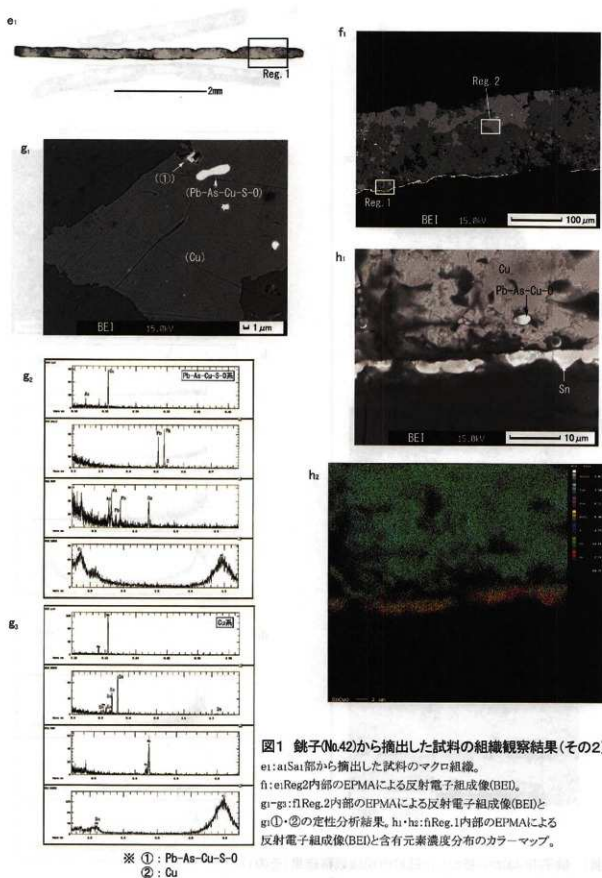 e₁
Reg.1
2mm
f₁
Reg.2
Reg.1
BEI 15.0kV 100μm
g₁
(①)
(Pb-As-Cu-S-O)
(Cu)
BEI 15.0kV 1μm
h₁
Cu
Pb-As-Cu-O
Sn
BEI 15.0kV 10μm
g₂
Pb-As-Cu-S-O系
h₂
g₃
Cu系
※ ①：Pb-As-Cu-S-O
②：Cu
図1 銚子(No.42)から摘出した試料の組織観察結果(その2)
e₁:a₁Sa₁部から摘出した試料のマクロ組織。
f₁:e₁Reg2内部のEPMAによる反射電子組成像(BEI)。
g₁-g₃:f₁Reg.2内部のEPMAによる反射電子組成像(BEI)と
g₁①・②の定性分析結果。h₁・h₂:f₁Reg.1内部のEPMAによる
反射電子組成像(BEI)と含有元素濃度分布のカラーマップ。